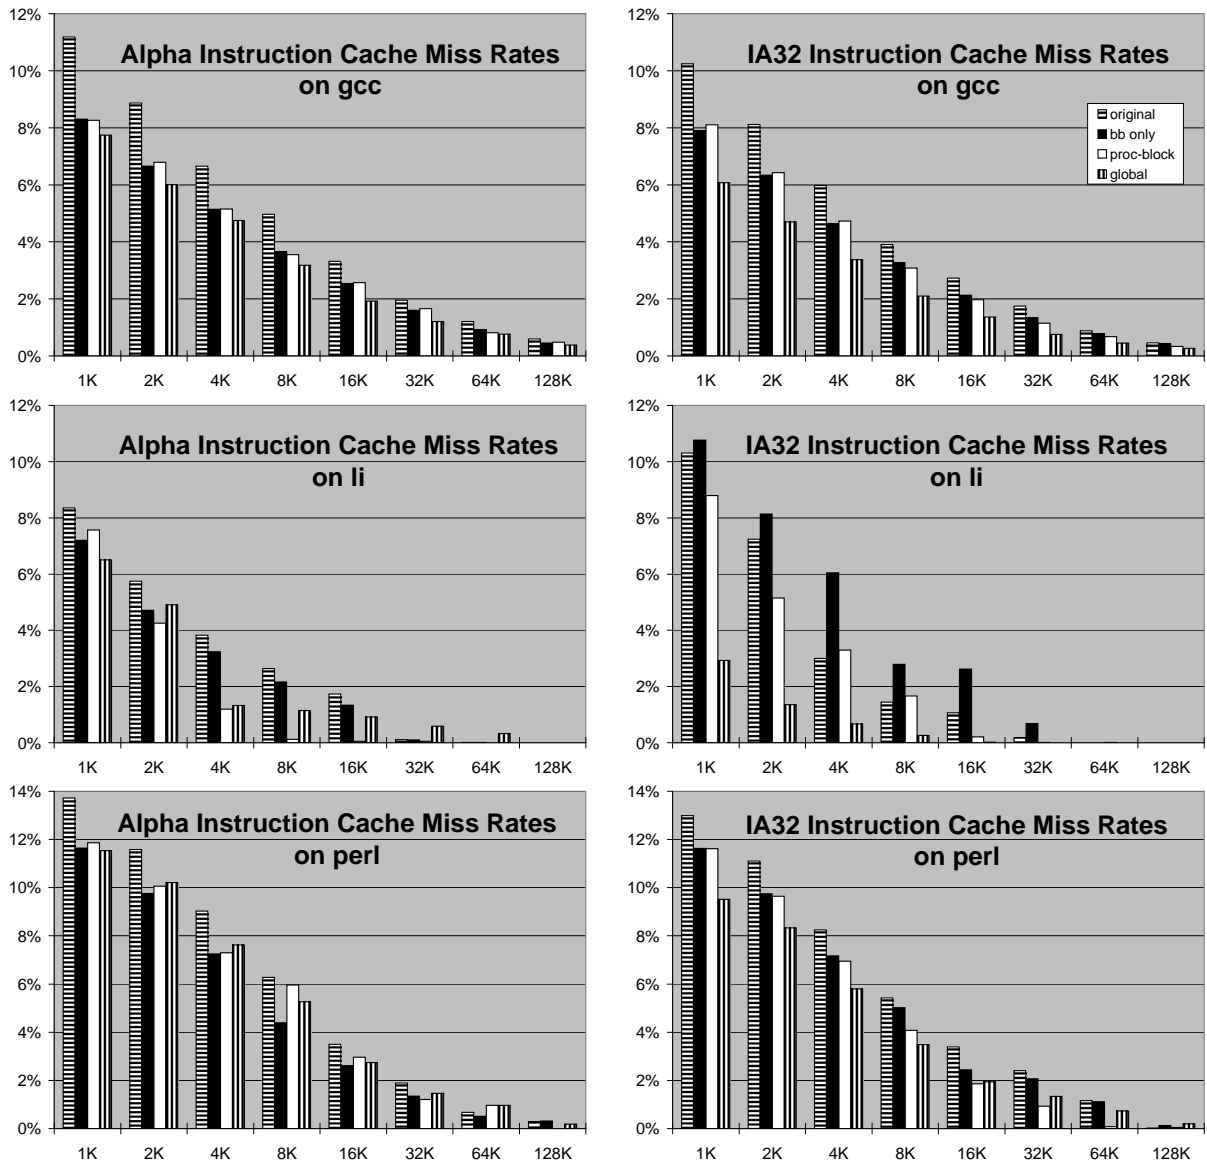 12%
10%
8%
6%
4%
2%
0%
Alpha Instruction Cache Miss Rates
on gcc
1K 2K 4K 8K 16K 32K 64K 128K
12%
10%
8%
6%
4%
2%
0%
IA32 Instruction Cache Miss Rates
on gcc
original
bb only
proc-block
global
1K 2K 4K 8K 16K 32K 64K 128K
12%
10%
8%
6%
4%
2%
0%
Alpha Instruction Cache Miss Rates
on li
1K 2K 4K 8K 16K 32K 64K 128K
12%
10%
8%
6%
4%
2%
0%
IA32 Instruction Cache Miss Rates
on li
1K 2K 4K 8K 16K 32K 64K 128K
14%
12%
10%
8%
6%
4%
2%
0%
Alpha Instruction Cache Miss Rates
on perl
1K 2K 4K 8K 16K 32K 64K 128K
14%
12%
10%
8%
6%
4%
2%
0%
IA32 Instruction Cache Miss Rates
on perl
1K 2K 4K 8K 16K 32K 64K 128K